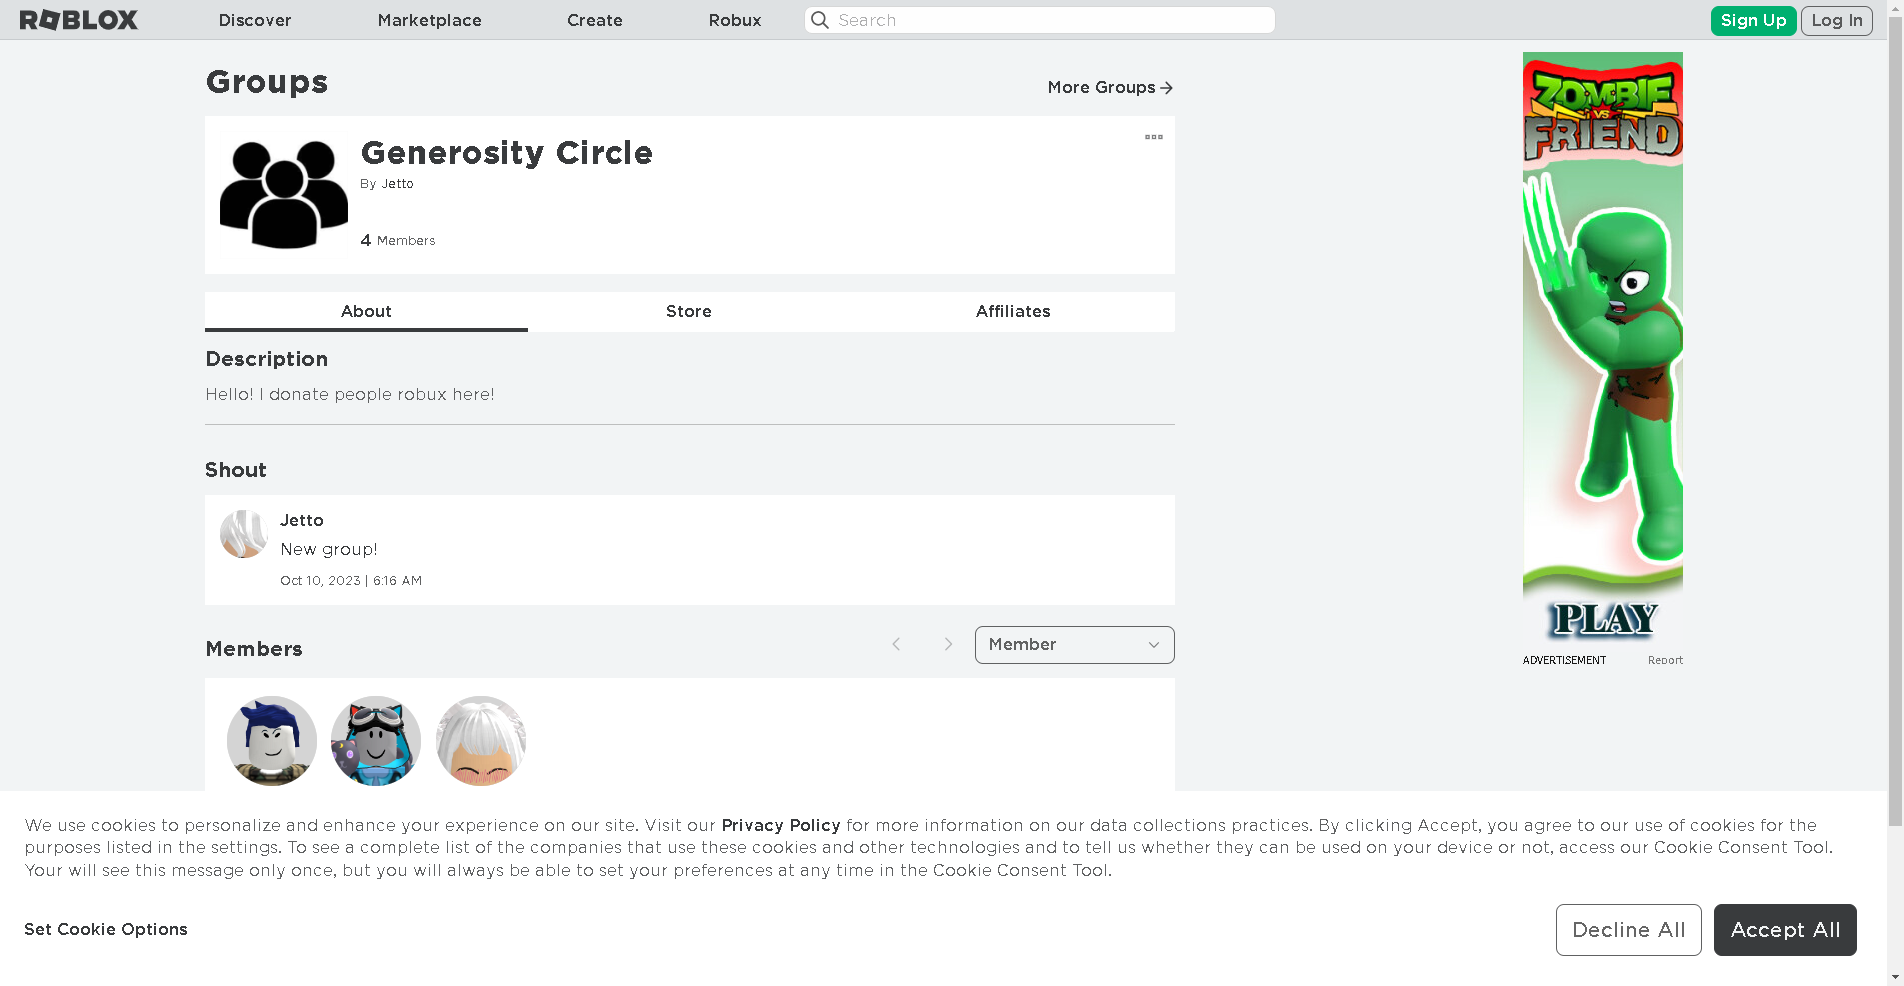 ROBLOX
Discover
Marketplace
Create
Robux
Search
Sign Up
Log In
Groups
More Groups
Generosity Circle
By Jetto
4 Members
About
Store
Affiliates
Description
Hello! I donate people robux here!
Shout
Jetto
New group!
Oct 10, 2023 | 6:16 AM
Members
Member
ZOMBIE
VS
FRIEND
PLAY
ADVERTISEMENT
Report
We use cookies to personalize and enhance your experience on our site. Visit our Privacy Policy for more information on our data collections practices. By clicking Accept, you agree to our use of cookies for the
purposes listed in the settings. To see a complete list of the companies that use these cookies and other technologies and to tell us whether they can be used on your device or not, access our Cookie Consent Tool.
Your will see this message only once, but you will always be able to set your preferences at any time in the Cookie Consent Tool.
Set Cookie Options
Decline All
Accept All